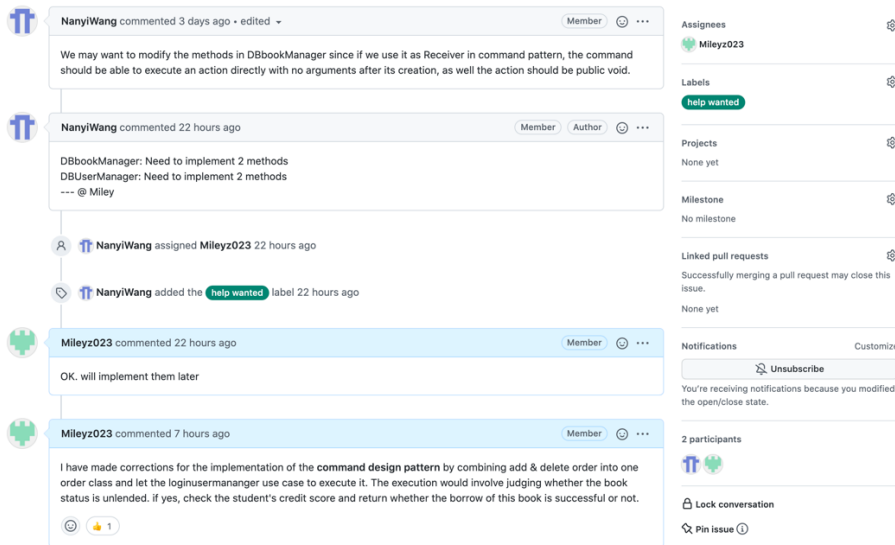 NanyiWang commented 3 days ago • edited
Member
We may want to modify the methods in DBbookManager since if we use it as Receiver in command pattern, the command
should be able to execute an action directly with no arguments after its creation, as well the action should be public void.
NanyiWang commented 22 hours ago
Member Author
DBbookManager: Need to implement 2 methods
DBUserManager: Need to implement 2 methods
--- @ Miley
NanyiWang assigned Mileyz023 22 hours ago
NanyiWang added the help wanted label 22 hours ago
Mileyz023 commented 22 hours ago
Member
OK. will implement them later
Mileyz023 commented 7 hours ago
Member
I have made corrections for the implementation of the command design pattern by combining add & delete order into one
order class and let the loginusermananger use case to execute it. The execution would involve judging whether the book
status is unlended. if yes, check the student's credit score and return whether the borrow of this book is successful or not.
👍 1
Assignees
Mileyz023
Labels
help wanted
Projects
None yet
Milestone
No milestone
Linked pull requests
Successfully merging a pull request may close this
issue.
None yet
Notifications
Customize
Unsubscribe
You're receiving notifications because you modified
the open/close state.
2 participants
Lock conversation
Pin issue